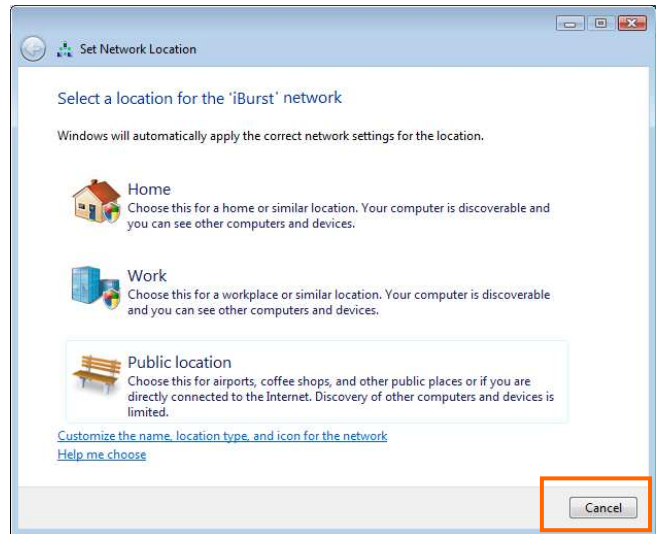 Set Network Location
Select a location for the 'iBurst' network
Windows will automatically apply the correct network settings for the location.
Home
Choose this for a home or similar location. Your computer is discoverable and
you can see other computers and devices.
Work
Choose this for a workplace or similar location. Your computer is discoverable
and you can see other computers and devices.
Public location
Choose this for airports, coffee shops, and other public places or if you are
directly connected to the Internet. Discovery of other computers and devices is
limited.
Customize the name, location type, and icon for the network
Help me choose
Cancel